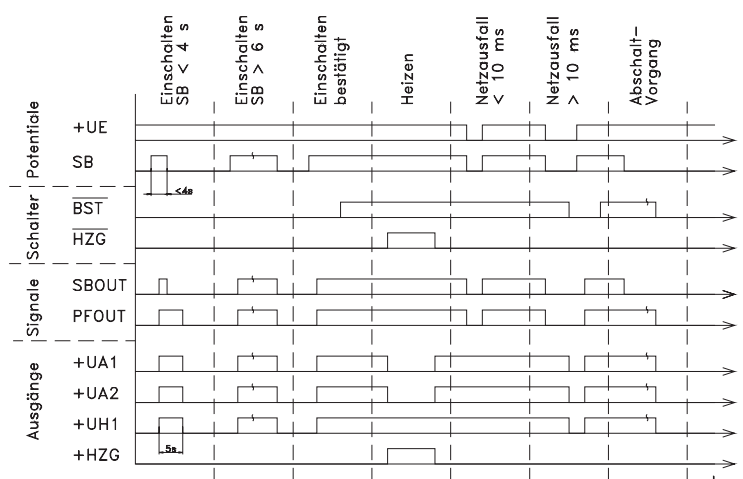 Einschalten
SB < 4 s
Einschalten
SB > 6 s
Einschalten
bestätigt
Heizen
Netzausfall
< 10 ms
Netzausfall
> 10 ms
Abschalt-
Vorgang
Potentiale
+UE
SB
<4s
Schalter
BST
HZG
Signale
SBOUT
PFOUT
Ausgänge
+UA1
+UA2
+UH1
5s
+HZG